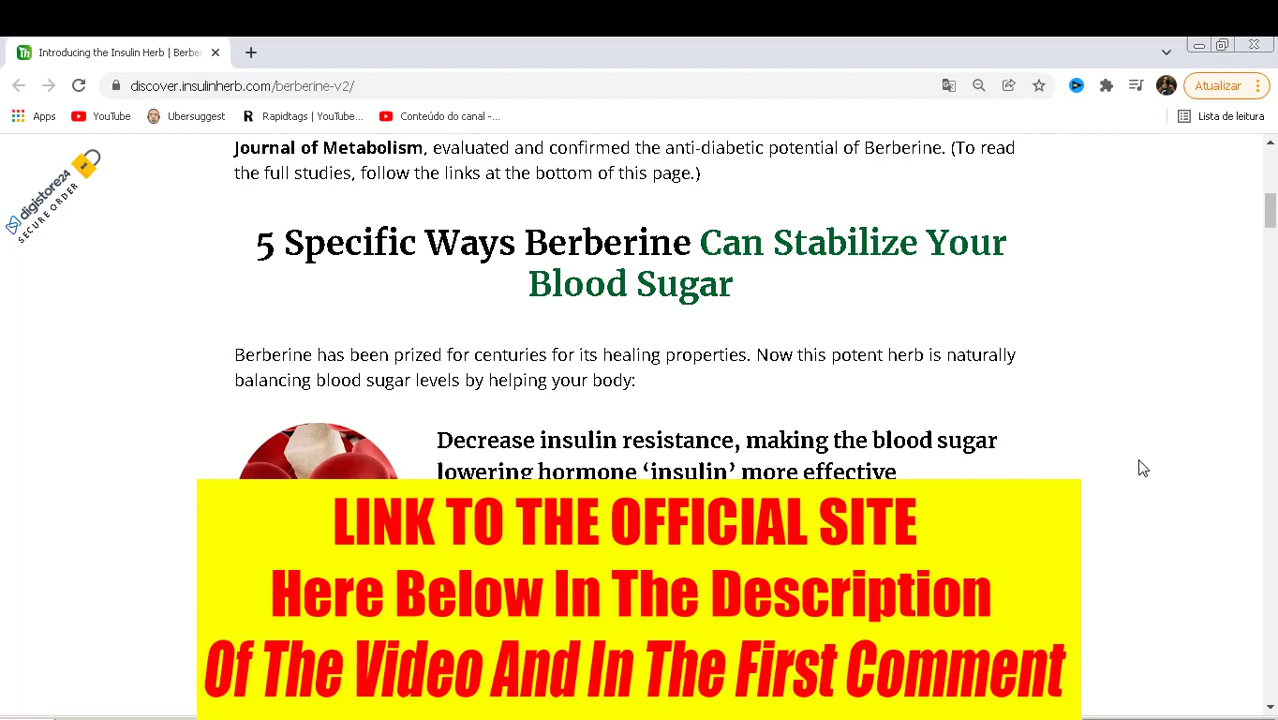 Introducing the Insulin Herb | Berbe
discover.insulinherb.com/berberine-v2/
Atualizar
Apps
YouTube
Ubersuggest
R
Rapidtags | YouTube...
Conteúdo do canal -...
Lista de leitura
digistore24
SECURE ORDER
Journal of Metabolism, evaluated and confirmed the anti-diabetic potential of Berberine. (To read
the full studies, follow the links at the bottom of this page.)
5 Specific Ways Berberine Can Stabilize Your
Blood Sugar
Berberine has been prized for centuries for its healing properties. Now this potent herb is naturally
balancing blood sugar levels by helping your body:
Decrease insulin resistance, making the blood sugar
lowering hormone ‘insulin’ more effective
LINK TO THE OFFICIAL SITE
Here Below In The Description
Of The Video And In The First Comment